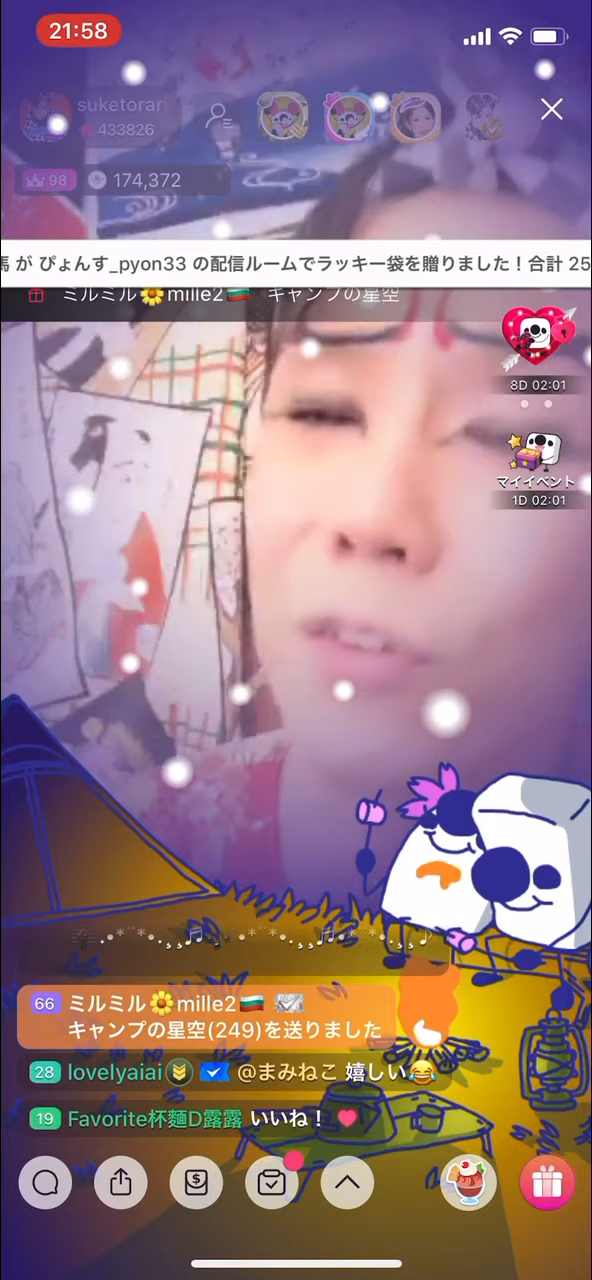 21:58
suketorar
433826
98
174,372
が ぴょんす_pyon33 の配信ルームでラッキー袋を贈りました！合計 25
ミルミル🌻mille2🇧🇬 キャンプの星空
8D 02:01
マイイベント
1D 02:01
66 ミルミル🌻mille2🇧🇬
キャンプの星空(249)を送りました
28 lovelyaiai @まみねこ 嬉しい😂
19 Favorite杯麵D露露 いいね！